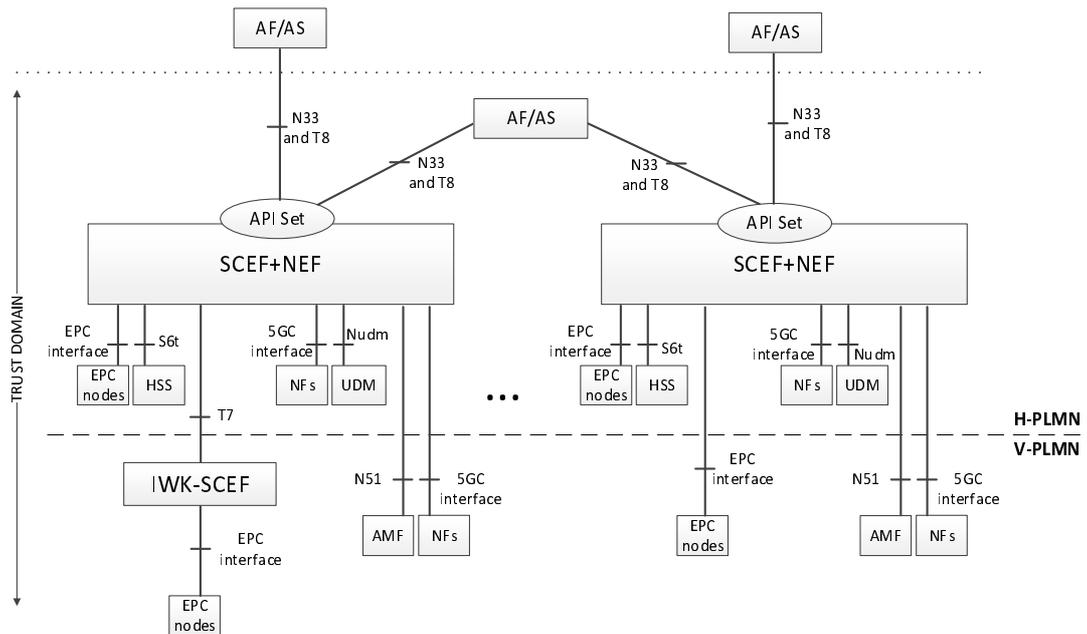 AF/AS
AF/AS
N33
and T8
AF/AS
N33
and T8
N33
and T8
N33
and T8
API Set
API Set
SCEF+NEF
SCEF+NEF
TRUST DOMAIN
EPC
interface
S6t
5GC
interface
Nudm
EPC
interface
S6t
5GC
interface
Nudm
EPC
nodes
HSS
NFs
UDM
...
EPC
nodes
HSS
NFs
UDM
T7
H-PLMN
V-PLMN
IWK-SCEF
N51
5GC
interface
EPC
interface
N51
5GC
interface
AMF
NFs
EPC
nodes
AMF
NFs
EPC
interface
EPC
nodes